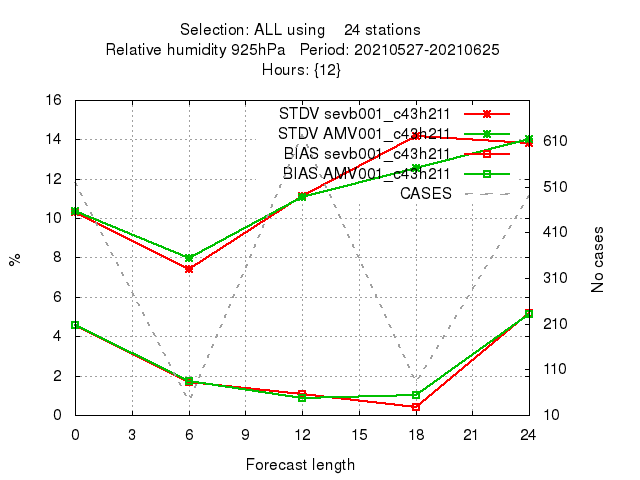 Selection: ALL using    24 stations
Relative humidity 925hPa   Period: 20210527-20210625
Hours: {12}
STDV sevb001_c43h211
STDV AMV001_c43h211
BIAS sevb001_c43h211
BIAS AMV001_c43h211
CASES
16
14
12
10
8
6
4
2
0
%
610
510
410
310
210
110
10
No cases
0 3 6 9 12 15 18 21 24
Forecast length